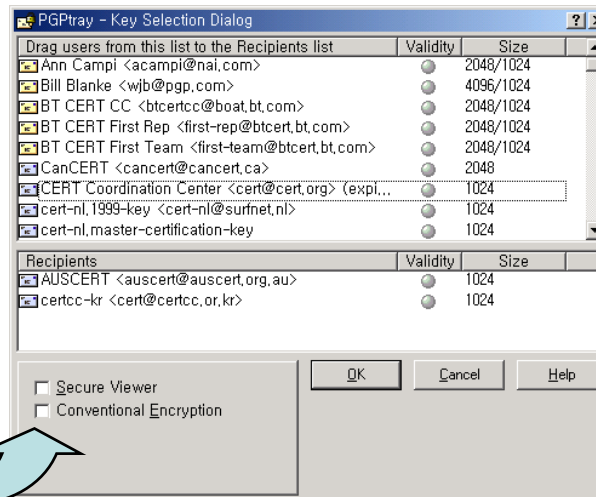 PGPtray - Key Selection Dialog
Drag users from this list to the Recipients list Validity Size
Ann Campi <acampi@nai,com> 2048/1024
Bill Blanke <wjb@pgp,com> 4096/1024
BT CERT CC <btcertcc@boat,bt,com> 2048/1024
BT CERT First Rep <first-rep@btcert,bt,com> 2048/1024
BT CERT First Team <first-team@btcert,bt,com> 2048/1024
CanCERT <cancert@cancert,ca> 2048
CERT Coordination Center <cert@cert,org> (expi,,, 1024
cert-nl,1999-key <cert-nl@surfnet,nl> 1024
cert-nl,master-certification-key 1024
Recipients Validity Size
AUSCERT <auscert@auscert,org,au> 1024
certcc-kr <cert@certcc,or,kr> 1024
OK Cancel Help
Secure Viewer
Conventional Encryption